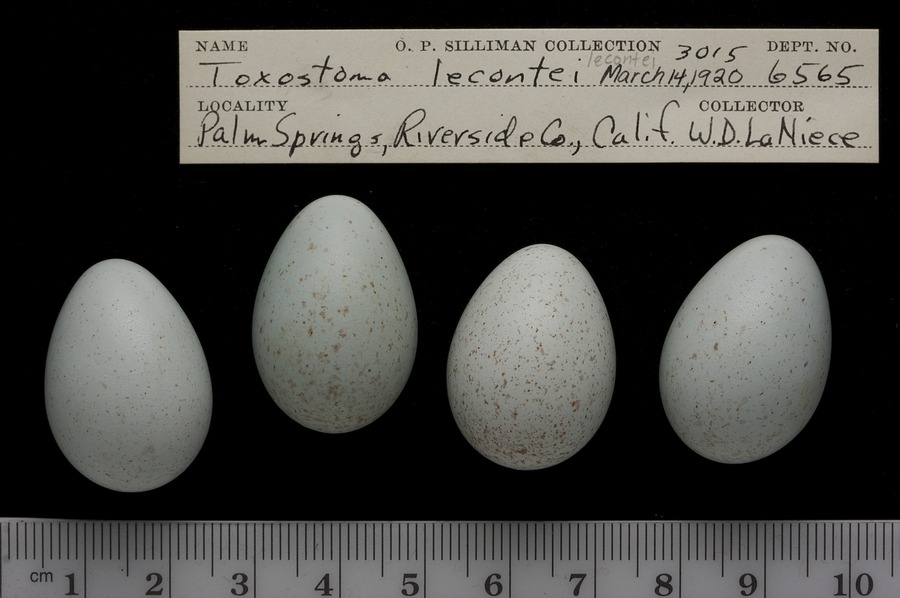 NAME O. P. SILLIMAN COLLECTION 3015 DEPT. NO.
lecontei
Toxostoma lecontei March 14, 1920 6565
LOCALITY COLLECTOR
Palm Springs, Riverside Co., Calif. W.D. LaNiece
cm 1 2 3 4 5 6 7 8 9 10